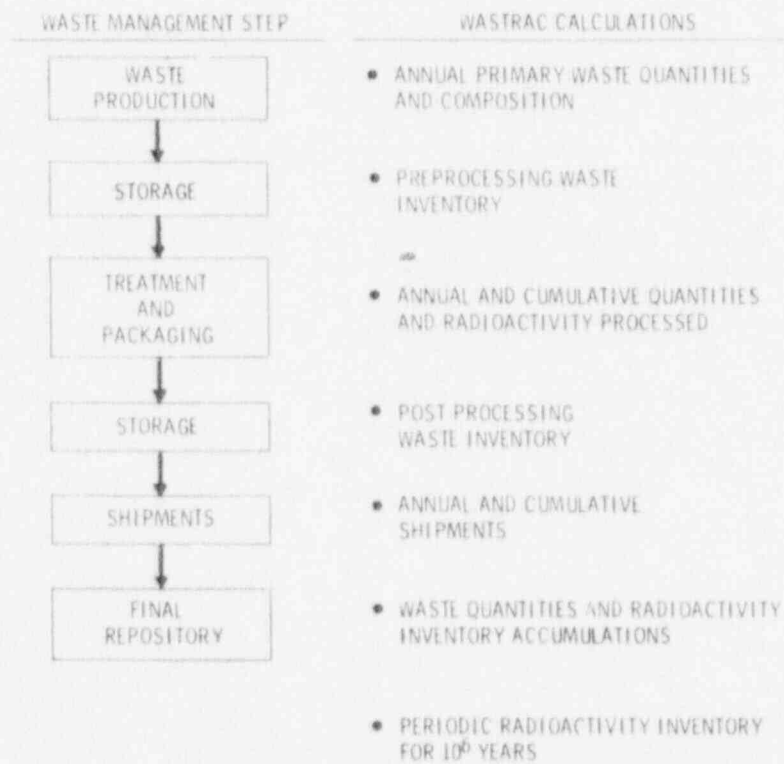 WASTE MANAGEMENT STEP
WASTE
PRODUCTION
STORAGE
TREATMENT
AND
PACKAGING
STORAGE
SHIPMENTS
FINAL
REPOSITORY
WASTRAC CALCULATIONS
• ANNUAL PRIMARY WASTE QUANTITIES
AND COMPOSITION
• PREPROCESSING WASTE
INVENTORY
• ANNUAL AND CUMULATIVE QUANTITIES
AND RADIOACTIVITY PROCESSED
• POST PROCESSING
WASTE INVENTORY
• ANNUAL AND CUMULATIVE
SHIPMENTS
• WASTE QUANTITIES AND RADIOACTIVITY
INVENTORY ACCUMULATIONS
• PERIODIC RADIOACTIVITY INVENTORY
FOR 10⁶ YEARS